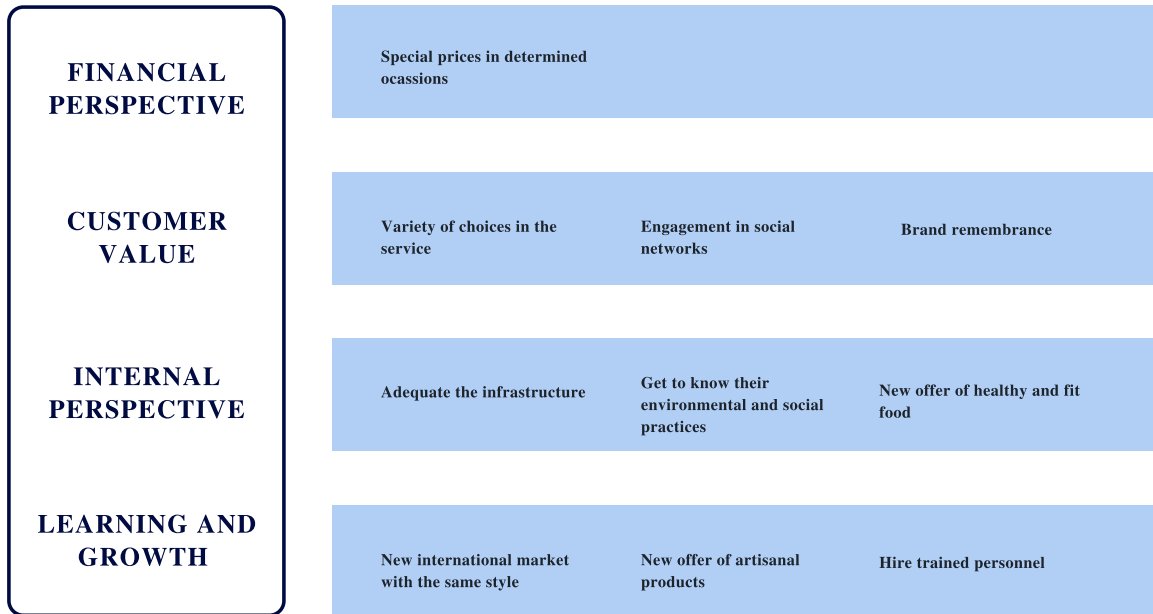 FINANCIAL
PERSPECTIVE
Special prices in determined
ocassions
CUSTOMER
VALUE
Variety of choices in the
service
Engagement in social
networks
Brand remembrance
INTERNAL
PERSPECTIVE
Adequate the infrastructure
Get to know their
environmental and social
practices
New offer of healthy and fit
food
LEARNING AND
GROWTH
New international market
with the same style
New offer of artisanal
products
Hire trained personnel